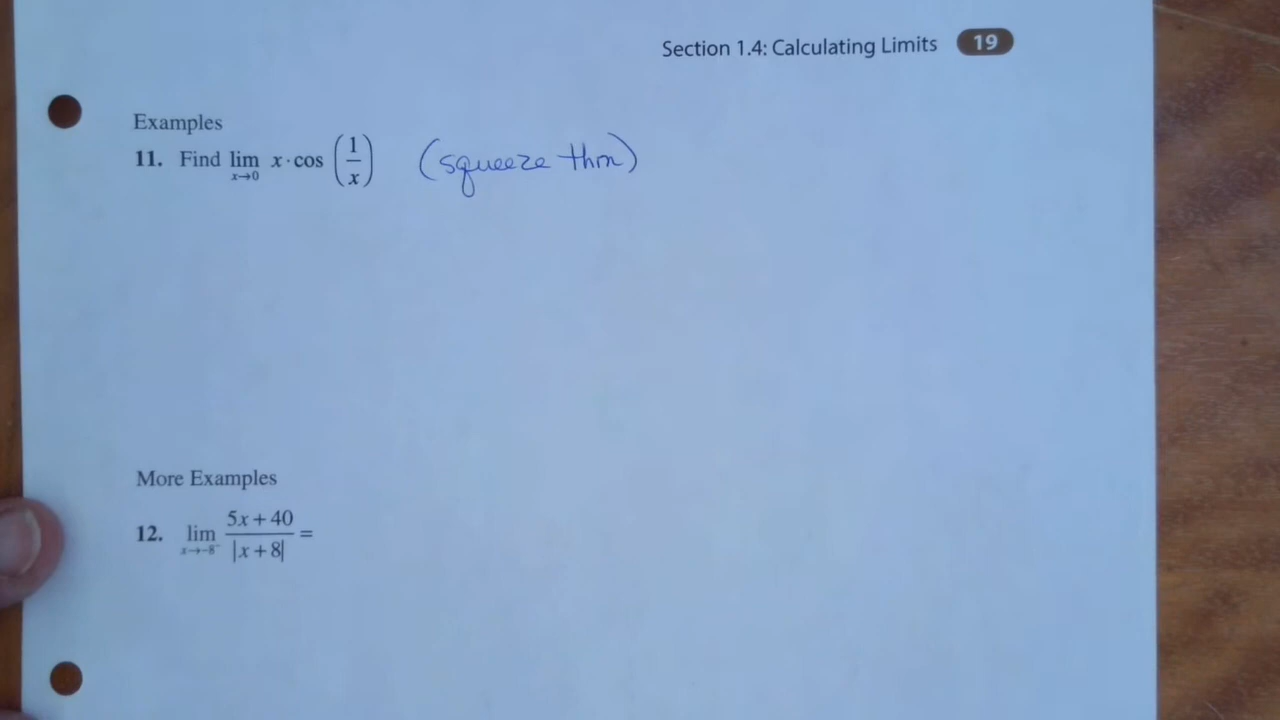 Section 1.4: Calculating Limits 19
Examples
11. Find lim x→0 x · cos (1/x) (squeeze thm)
More Examples
12. lim x→-8⁻ 5x + 40 / |x + 8| =